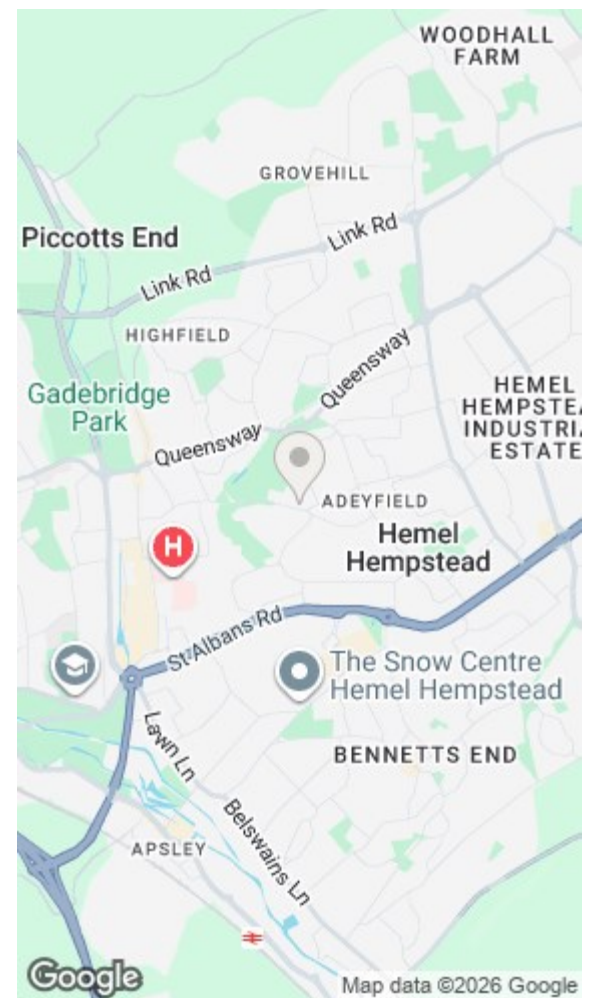 WOODHALL
FARM
GROVEHILL
Link Rd
Piccotts End
Link Rd
HIGHFIELD
Queensway
Gadebridge
Park
HEMEL
HEMPSTE
INDUSTRI
ESTATE
Queensway
ADEYFIELD
Hemel
Hempstead
H
St Albans Rd
The Snow Centre
Hemel Hempstead
Lawn Ln
BENNETTS END
Belswains Ln
APSLEY
Google
Map data ©2026 Google